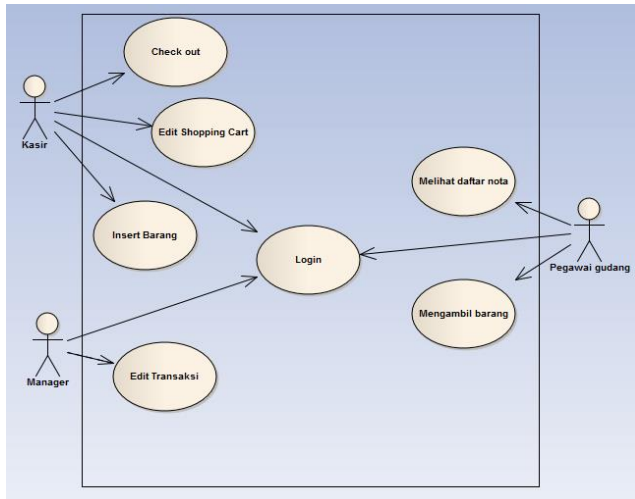 Check out
Kasir
Edit Shopping Cart
Melihat daftar nota
Insert Barang
Login
Pegawai gudang
Mengambil barang
Manager
Edit Transaksi